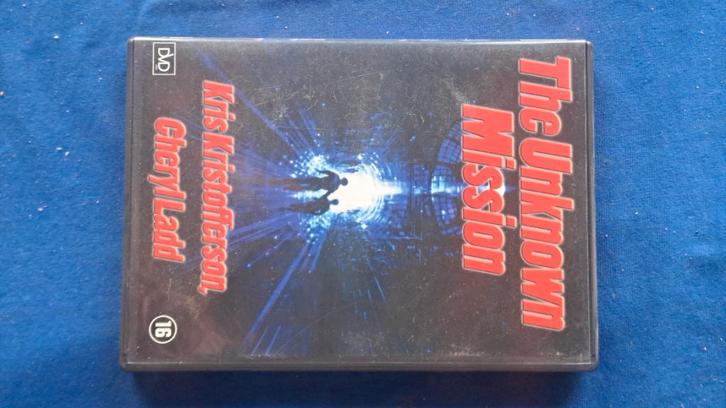 The Unknown
Mission
Kris Kristofferson,
Cheryl Ladd
DVD
16